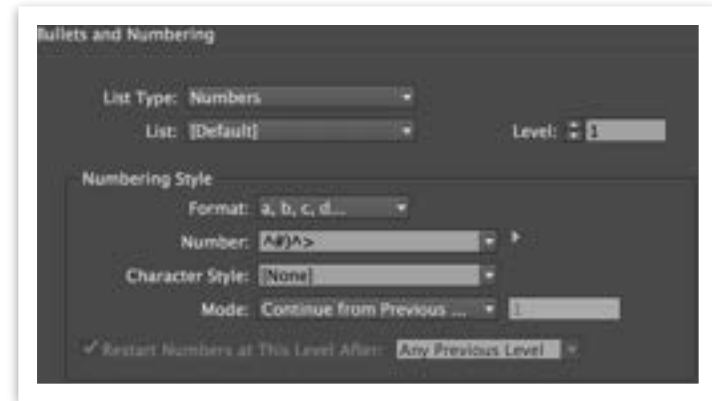 Bullets and Numbering
List Type: Numbers
List: [Default] Level: 1
Numbering Style
Format: a, b, c, d...
Number: ^#)^>
Character Style: [None]
Mode: Continue from Previous ... 1
Restart Numbers at This Level After: Any Previous Level